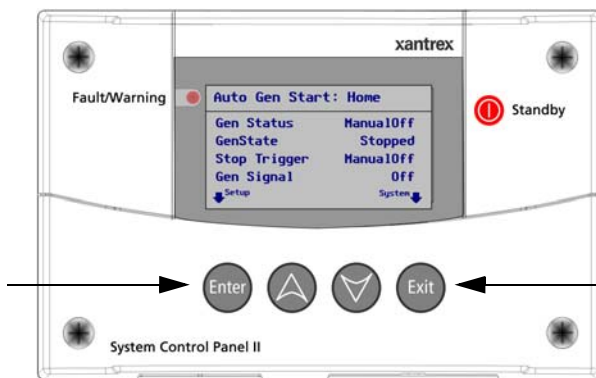 xantrex
Fault/Warning
Auto Gen Start: Home
Standby
Gen Status ManualOff
GenState Stopped
Stop Trigger ManualOff
Gen Signal Off
Setup System
Enter Exit
System Control Panel II